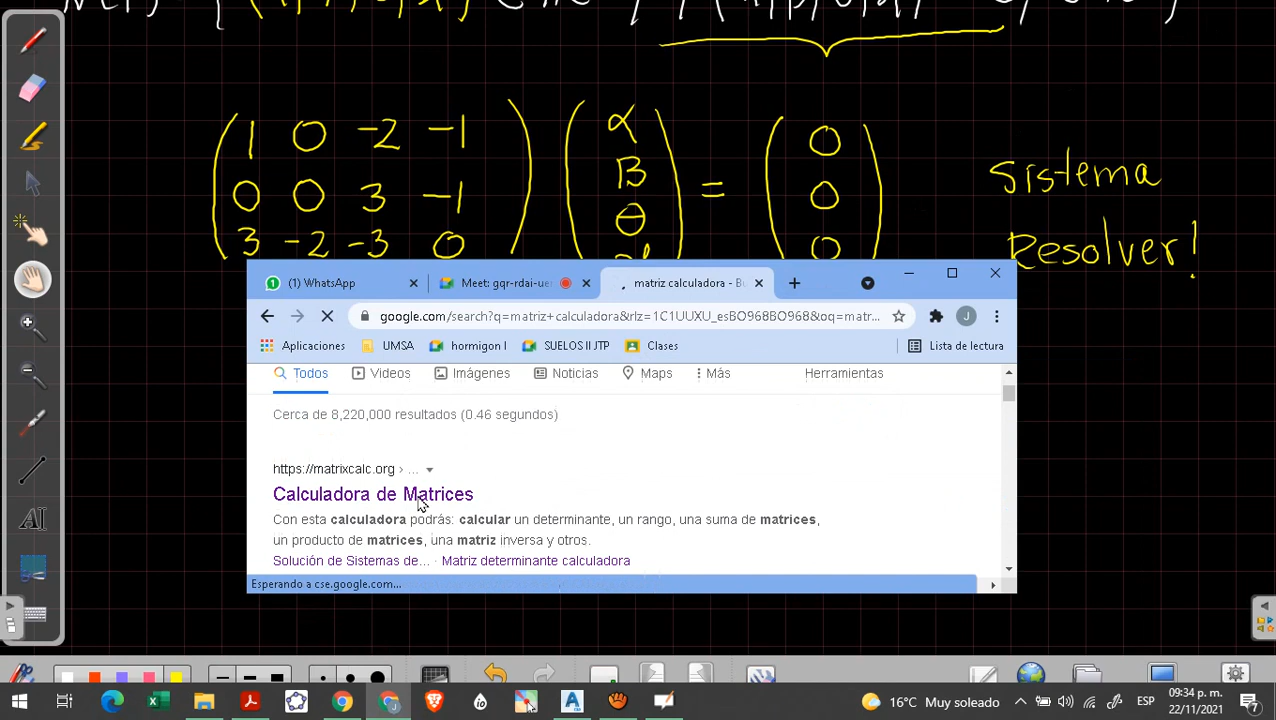 1 0 -2 -1
0 0 3 -1
3 -2 -3 0
α
β
θ
=
0
0
0
Sistema
Resolver!
(1) WhatsApp
Meet: gqr-rdai-ue
matriz calculadora - Bu
google.com/search?q=matriz+calculadora&rlz=1C1UUXU_esBO968BO968&oq=matr...
J
Aplicaciones
UMSA
hormigon I
SUELOS II JTP
Clases
Lista de lectura
Todos
Videos
Imágenes
Noticias
Maps
Más
Herramientas
Cerca de 8,220,000 resultados (0.46 segundos)
https://matrixcalc.org › ...
Calculadora de Matrices
Con esta calculadora podrás: calcular un determinante, un rango, una suma de matrices,
un producto de matrices, una matriz inversa y otros.
Solución de Sistemas de... · Matriz determinante calculadora
Esperando a cse.google.com...
16°C Muy soleado
ESP
09:34 p. m.
22/11/2021
7